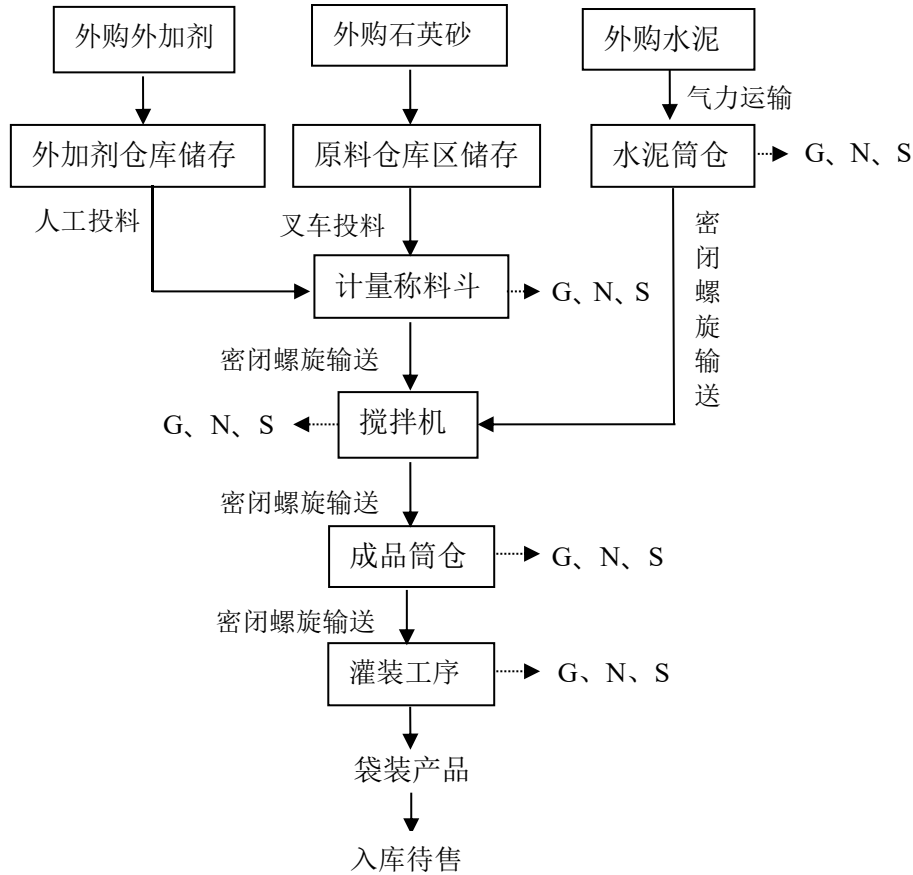 外购外加剂
外购石英砂
外购水泥
气力运输
外加剂仓库储存
原料仓库区储存
水泥筒仓
G、N、S
人工投料
叉车投料
密闭螺旋输送
计量称料斗
G、N、S
密闭螺旋输送
G、N、S
搅拌机
密闭螺旋输送
成品筒仓
G、N、S
密闭螺旋输送
灌装工序
G、N、S
袋装产品
入库待售